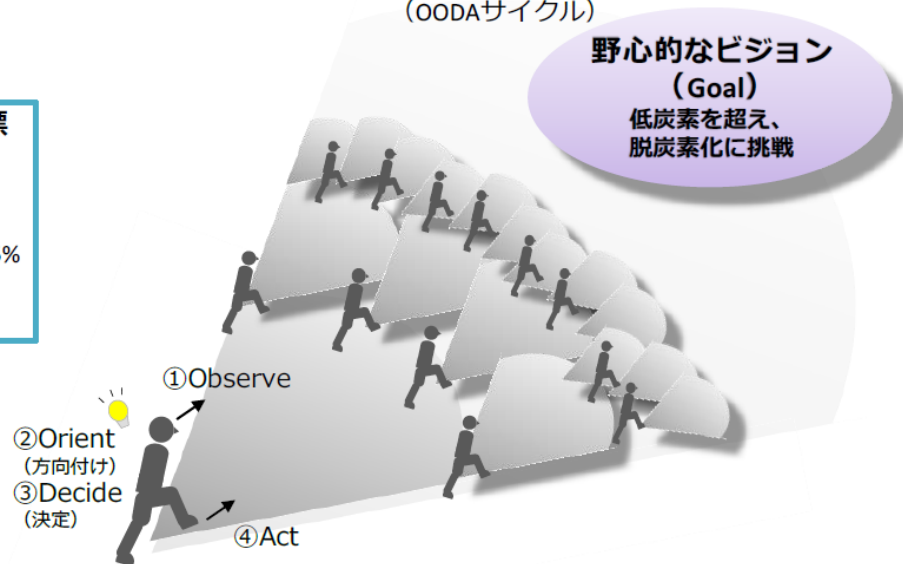 （OODAサイクル）
野心的なビジョン
（Goal）
低炭素を超え、
脱炭素化に挑戦
標
%
①Observe
②Orient
（方向付け）
③Decide
（決定）
④Act